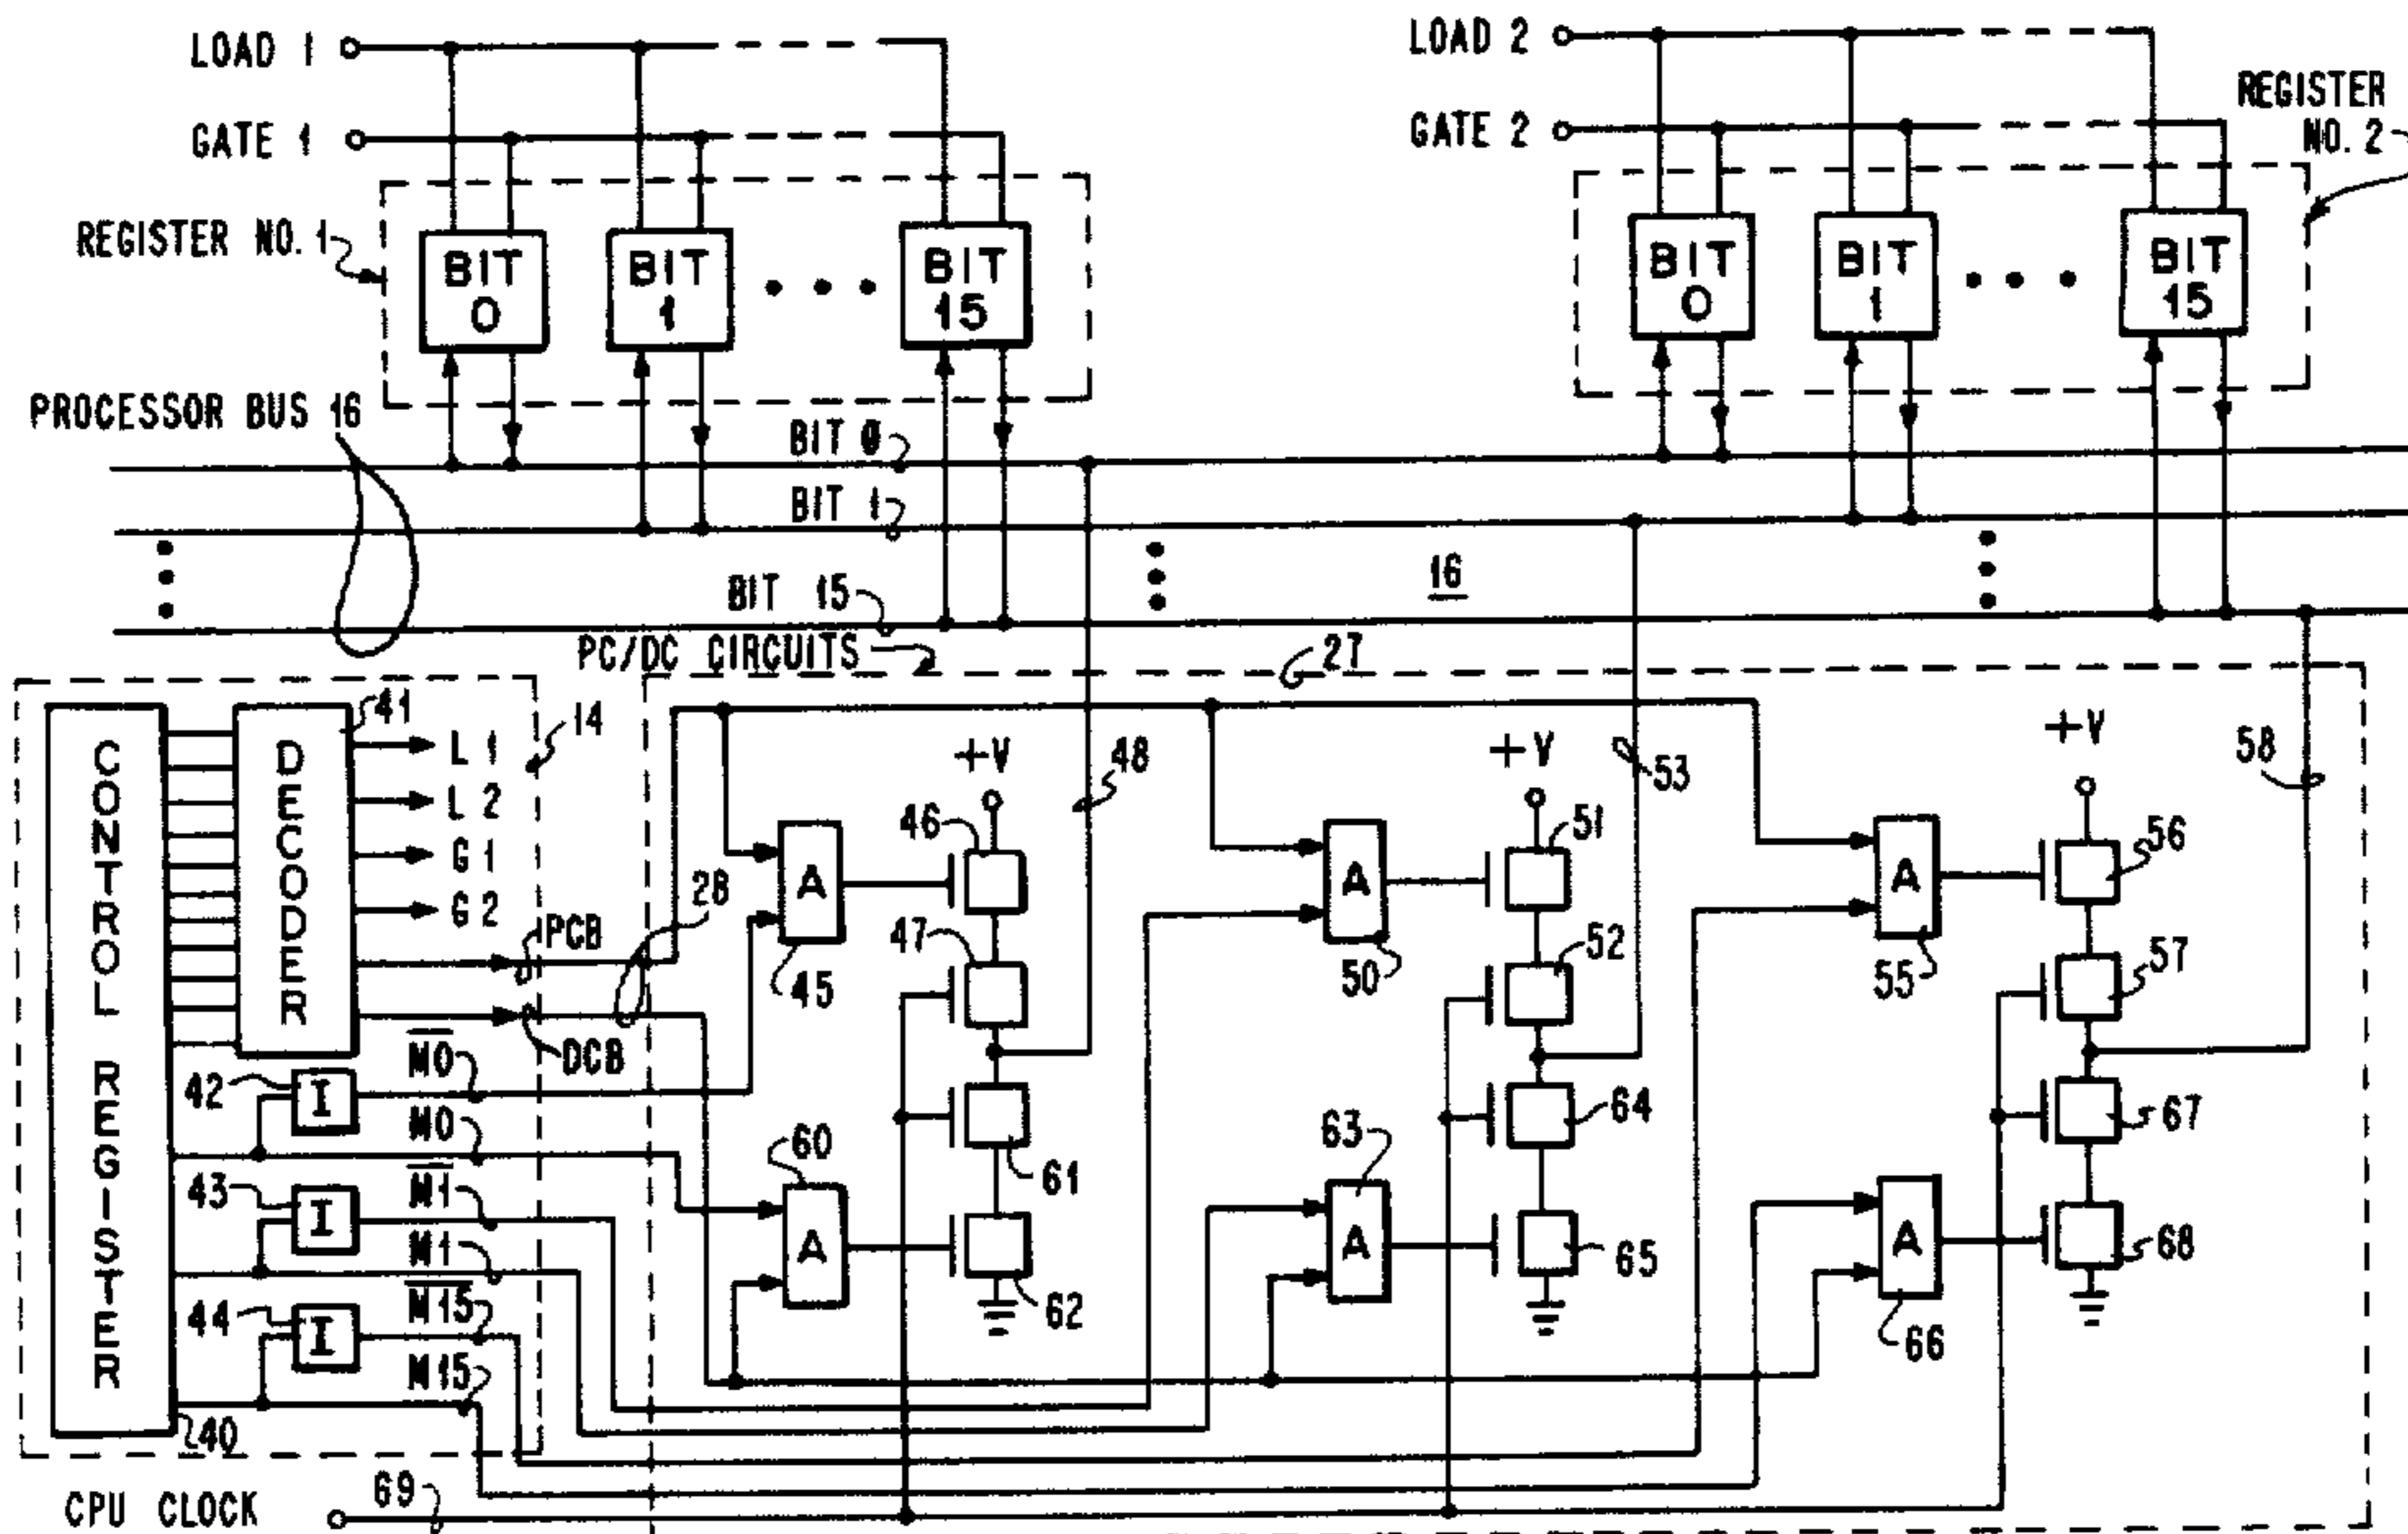 LOAD 1
LOAD 2
GATE 1
GATE 2
REGISTER NO. 2
REGISTER NO. 1
BIT 0
BIT 1
BIT 15
BIT 0
BIT 1
BIT 15
PROCESSOR BUS 16
BIT 0
BIT 1
16
BIT 15
PC/DC CIRCUITS
27
CONTROL REGISTER
DECODER
41
14
L 1
L 2
G 1
G 2
28
PCB
DCB
+V
+V
+V
48
53
58
46
51
56
A
A
A
47
52
57
45
50
55
M̅0̅
42
I
M0
60
63
61
64
67
43
I
M̅1̅
M1
A
A
A
65
68
44
I
M̅1̅5̅
62
66
M15
40
CPU CLOCK
69